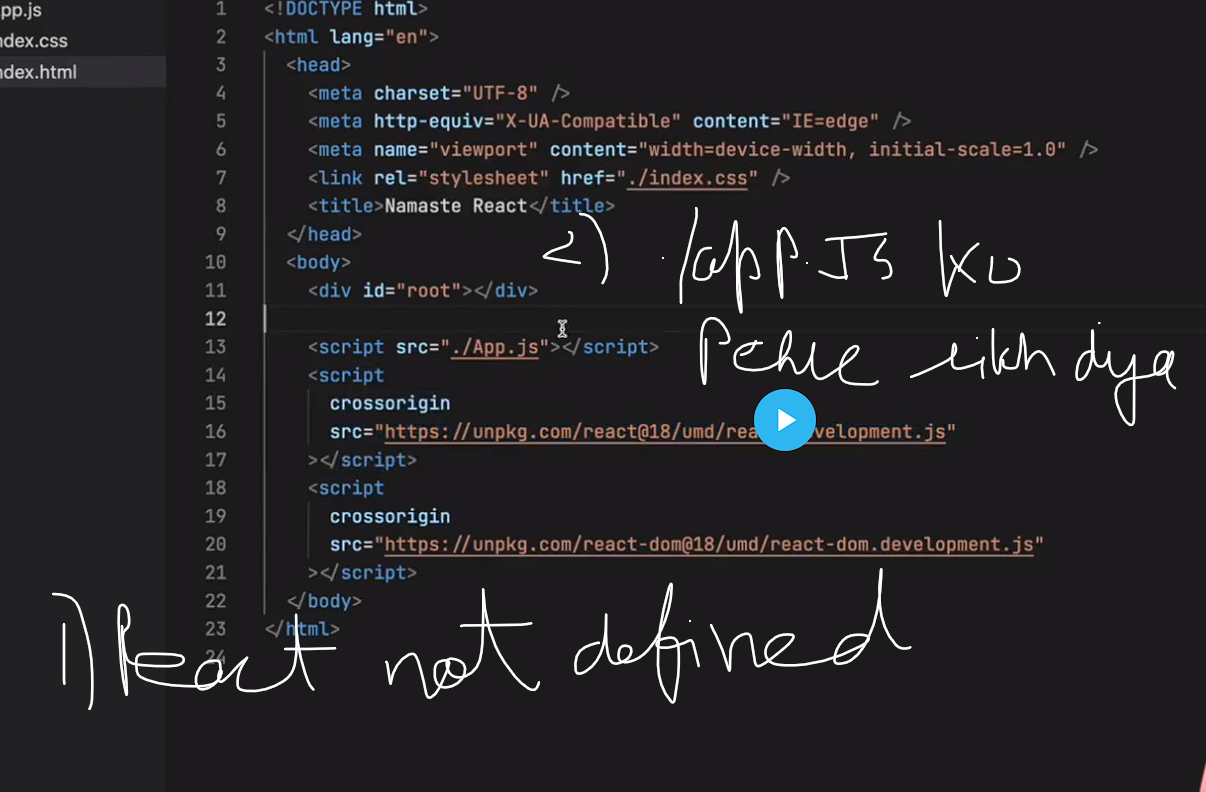 pp.js
ndex.css
ndex.html
1 <!DOCTYPE html>
2 <html lang="en">
3 <head>
4 <meta charset="UTF-8" />
5 <meta http-equiv="X-UA-Compatible" content="IE=edge" />
6 <meta name="viewport" content="width=device-width, initial-scale=1.0" />
7 <link rel="stylesheet" href="./index.css" />
8 <title>Namaste React</title>
9 </head>
10 <body>
11 <div id="root"></div>
12
13 <script src="./App.js"></script>
14 <script
15 crossorigin
16 src="https://unpkg.com/react@18/umd/rea velopment.js"
17 ></script>
18 <script
19 crossorigin
20 src="https://unpkg.com/react-dom@18/umd/react-dom.development.js"
21 ></script>
22 </body>
23 </html>
24
2) ./app.JS ko
Pehle likh dya
1) React not defined